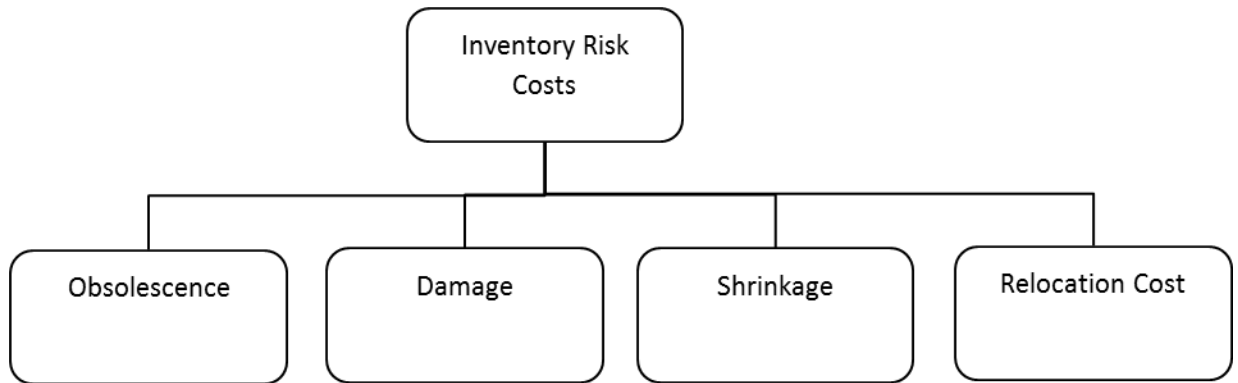 Inventory Risk
Costs
Obsolescence
Damage
Shrinkage
Relocation Cost